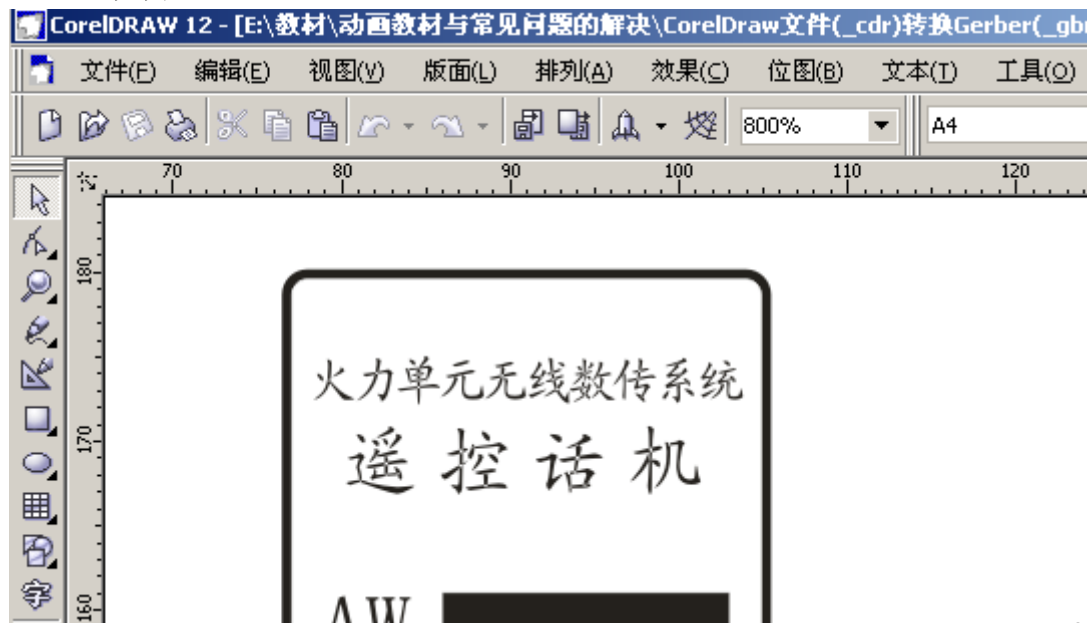 CorelDRAW 12 - [E:\教材\动画教材与常见问题的解决\CorelDraw文件(_cdr)转换Gerber(_gb
文件(F) 编辑(E) 视图(V) 版面(L) 排列(A) 效果(C) 位图(B) 文本(T) 工具(O)
800% A4
70 80 90 100 110 120
180
火力单元无线数传系统
170
遥控话机
字
160
AW